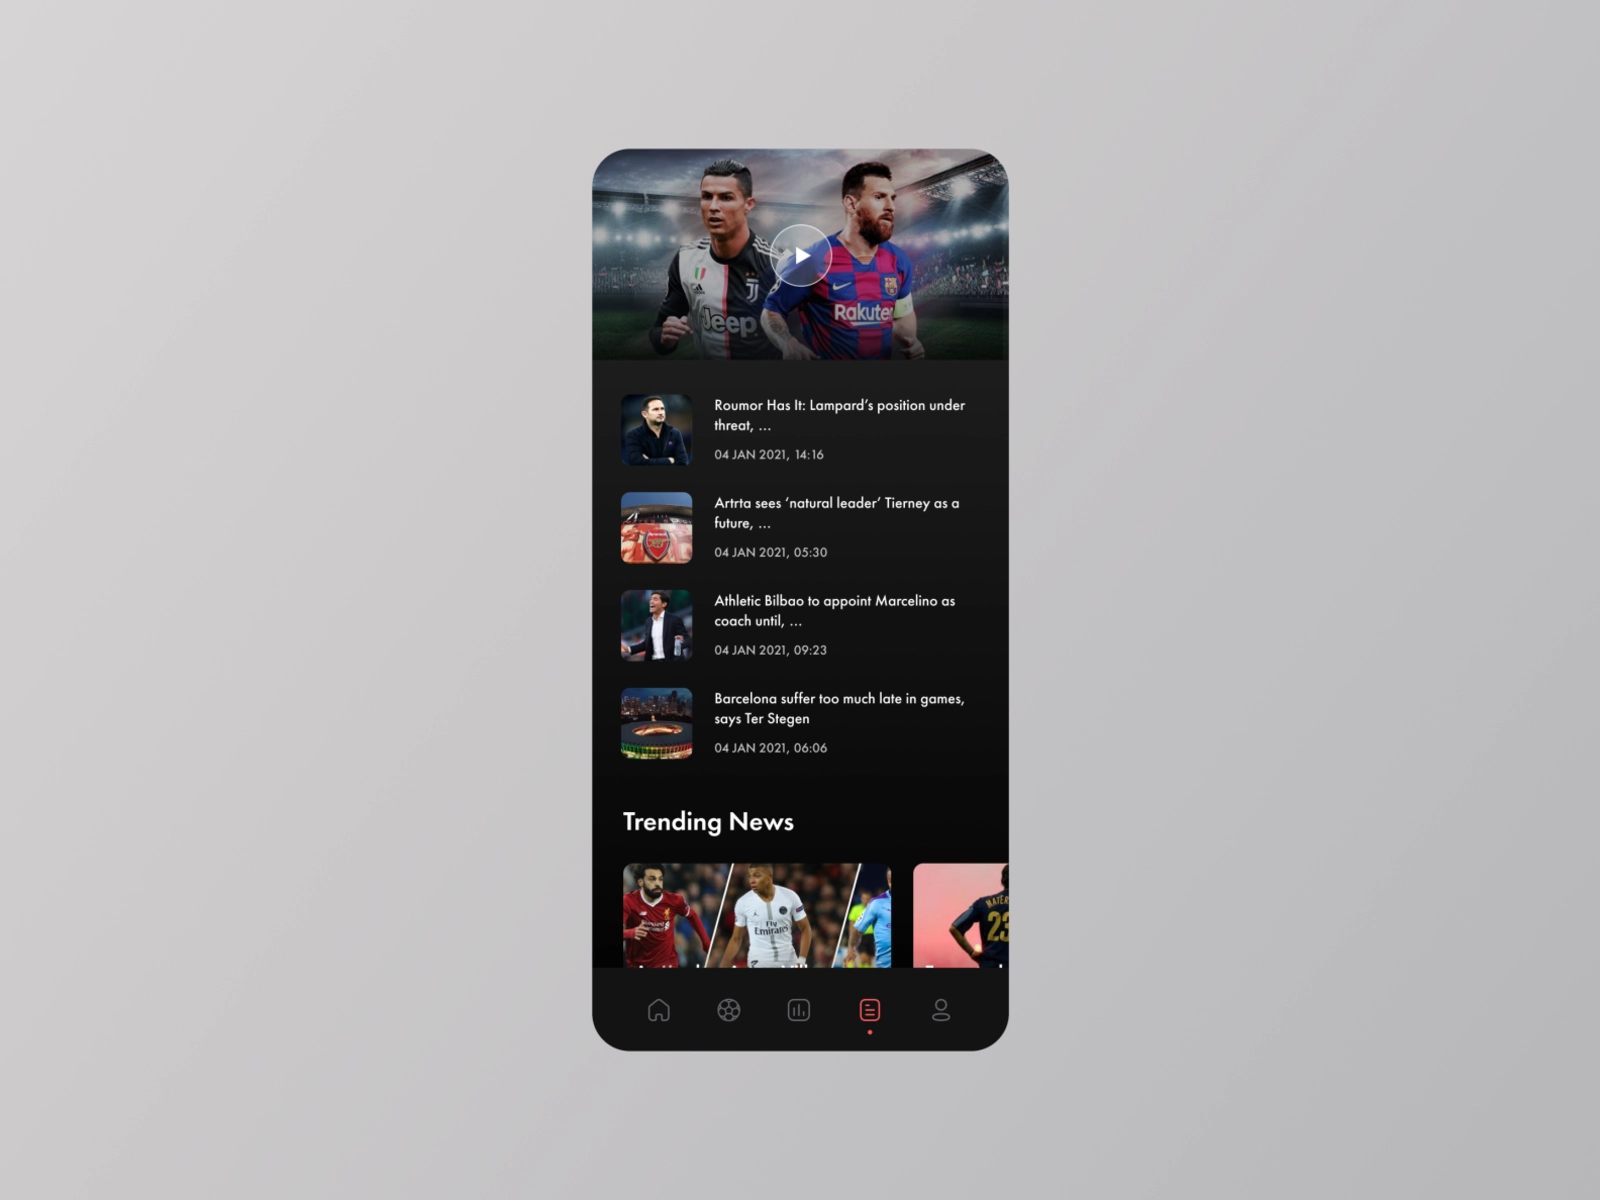 Jeep
Rakuten
Roumor Has It: Lampard's position under
threat, ...
04 JAN 2021, 14:16
Artrta sees ‘natural leader’ Tierney as a
future, ...
04 JAN 2021, 05:30
Athletic Bilbao to appoint Marcelino as
coach until, ...
04 JAN 2021, 09:23
Barcelona suffer too much late in games,
says Ter Stegen
04 JAN 2021, 06:06
Trending News
Fly
Emirates
23